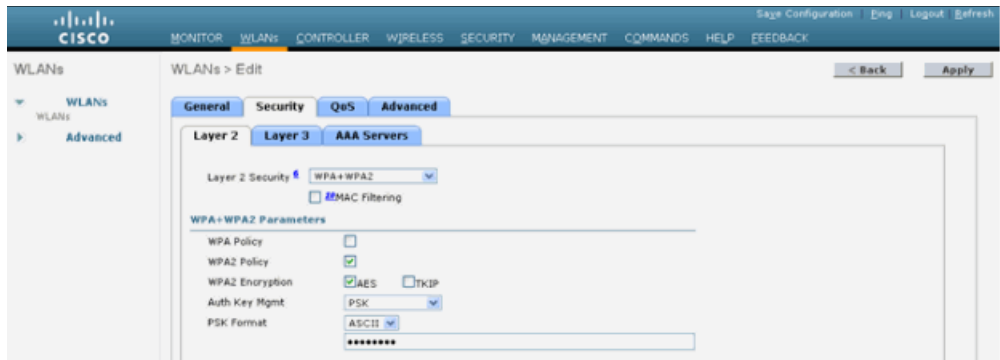 Save Configuration | Ping | Logout | Refresh
CISCO MONITOR WLANs CONTROLLER WIRELESS SECURITY MANAGEMENT COMMANDS HELP FEEDBACK
WLANs
WLANs > Edit
< Back
Apply
WLANs
WLANs
Advanced
General Security QoS Advanced
Layer 2 Layer 3 AAA Servers
Layer 2 Security 6 WPA+WPA2
MAC Filtering
WPA+WPA2 Parameters
WPA Policy
WPA2 Policy
WPA2 Encryption AES TKIP
Auth Key Mgmt PSK
PSK Format ASCII
••••••••